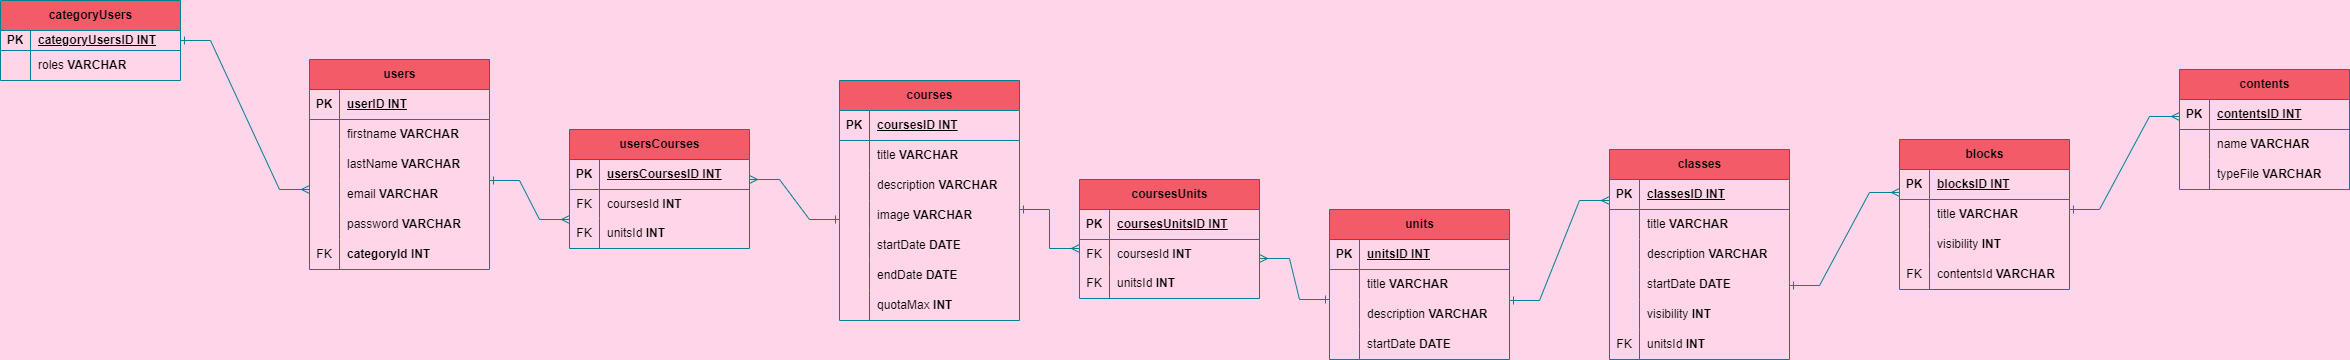 categoryUsers
PK categoryUsersID INT
roles VARCHAR
users
PK userID INT
firstname VARCHAR
lastName VARCHAR
email VARCHAR
password VARCHAR
FK categoryId INT
usersCourses
PK usersCoursesID INT
FK coursesId INT
FK unitsId INT
courses
PK coursesID INT
title VARCHAR
description VARCHAR
image VARCHAR
startDate DATE
endDate DATE
quotaMax INT
coursesUnits
PK coursesUnitsID INT
FK coursesId INT
FK unitsId INT
units
PK unitsID INT
title VARCHAR
description VARCHAR
startDate DATE
classes
PK classesID INT
title VARCHAR
description VARCHAR
startDate DATE
visibility INT
FK unitsId INT
blocks
PK blocksID INT
title VARCHAR
visibility INT
FK contentsId VARCHAR
contents
PK contentsID INT
name VARCHAR
typeFile VARCHAR